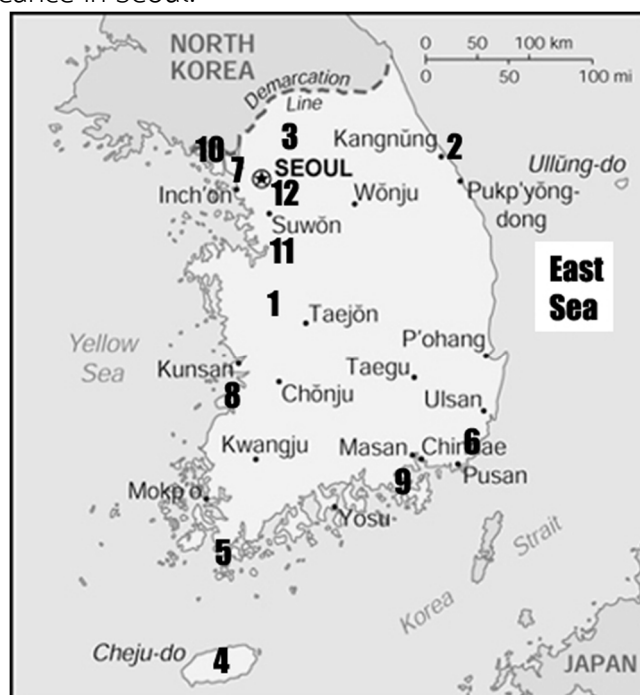 cance in Seoul.
NORTH
KOREA
0 50 100 km
0 50 100 mi
Demarcation
Line
3
Kangnŭng
2
10
7
SEOUL
Ullŭng-do
Inch'on
12
Wŏnju
Pukp'yŏng-
dong
Suwŏn
11
East
Sea
1
Taejŏn
Yellow
Sea
P'ohang
Kunsan
Taegu
8
Chŏnju
Ulsan
6
Kwangju
Masan
Chinhae
9
Pusan
Mokp'o
Yosu
5
Korea
Strait
Cheju-do
4
JAPAN